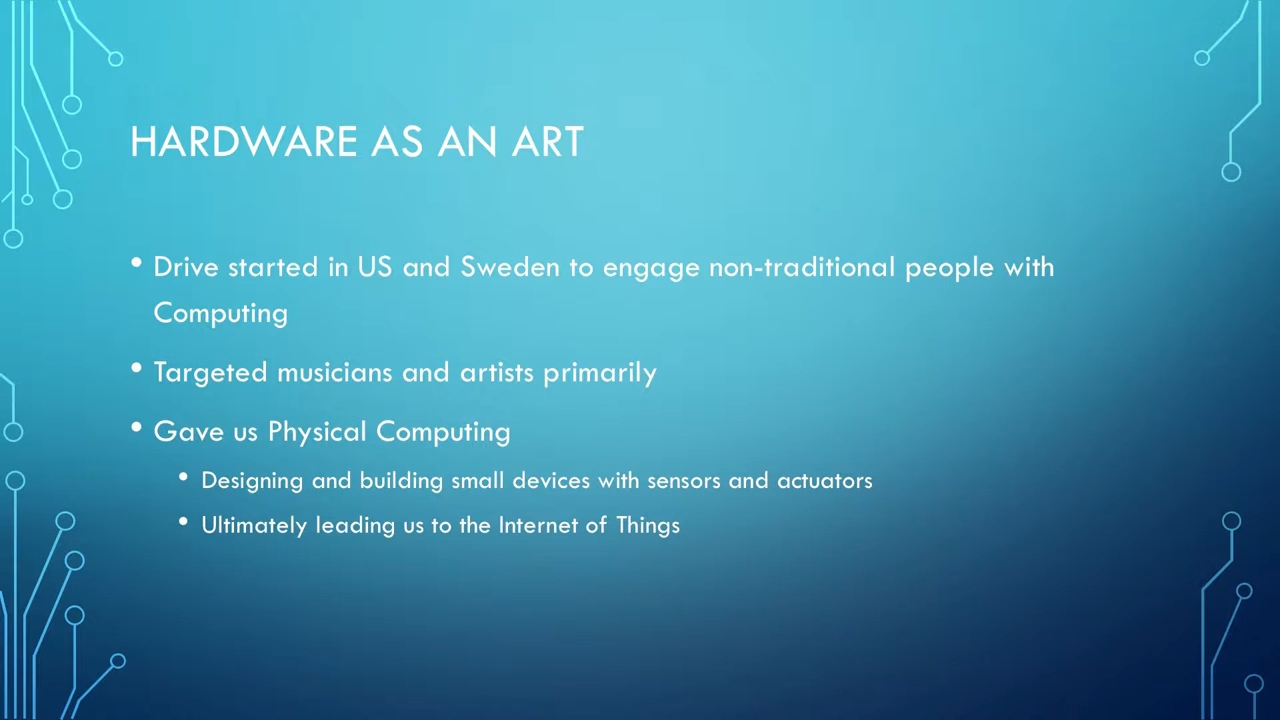 HARDWARE AS AN ART
• Drive started in US and Sweden to engage non-traditional people with
Computing
• Targeted musicians and artists primarily
• Gave us Physical Computing
• Designing and building small devices with sensors and actuators
• Ultimately leading us to the Internet of Things